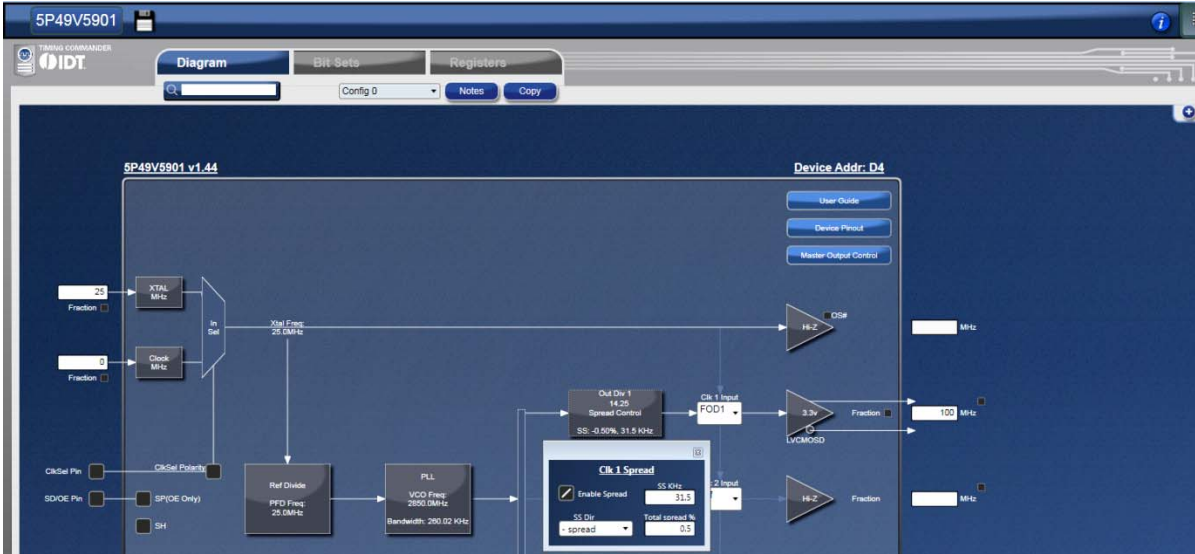 5P49V5901
i
TIMING COMMANDER
IDT
Diagram
Bit Sets
Registers
Config 0
Notes
Copy
5P49V5901 v1.44
Device Addr: D4
User Guide
Device Pinout
Master Output Control
25
XTAL
MHz
Fraction
In
Sel
Xtal Freq:
25.0MHz
Hi-Z
OS#
MHz
0
Clock
MHz
Fraction
Out Div 1
14.25
Spread Control
SS: -0.50%, 31.5 KHz
Clk 1 Input
FOD1
3.3v
LVCMOSD
Fraction
100
MHz
ClkSel Pin
ClkSel Polarity
SD/OE Pin
SP(OE Only)
SH
Ref Divide
PFD Freq:
25.0MHz
PLL
VCO Freq:
2850.0MHz
Bandwidth: 260.02 KHz
Clk 1 Spread
Enable Spread
SS KHz
31.5
SS Dir
- spread
Total spread %
0.5
2 Input
Hi-Z
Fraction
MHz